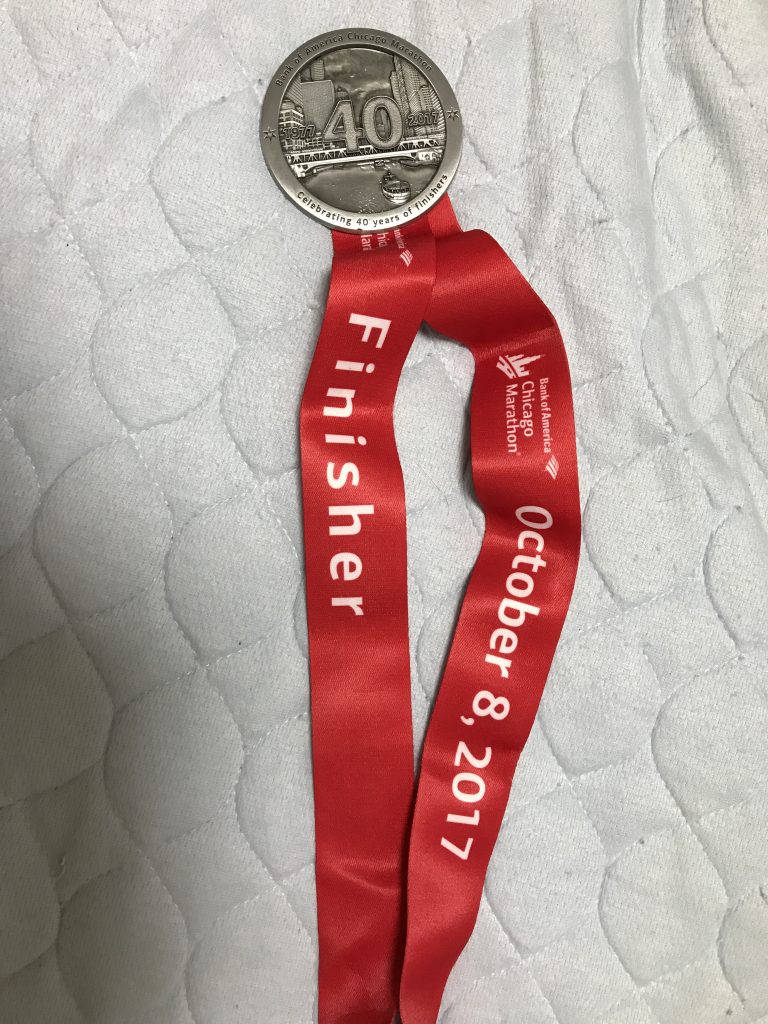 Bank of America Chicago Marathon
1977
40
2017
Celebrating 40 years of finishers
Finisher
Bank of America
Chicago
Marathon®
October 8, 2017